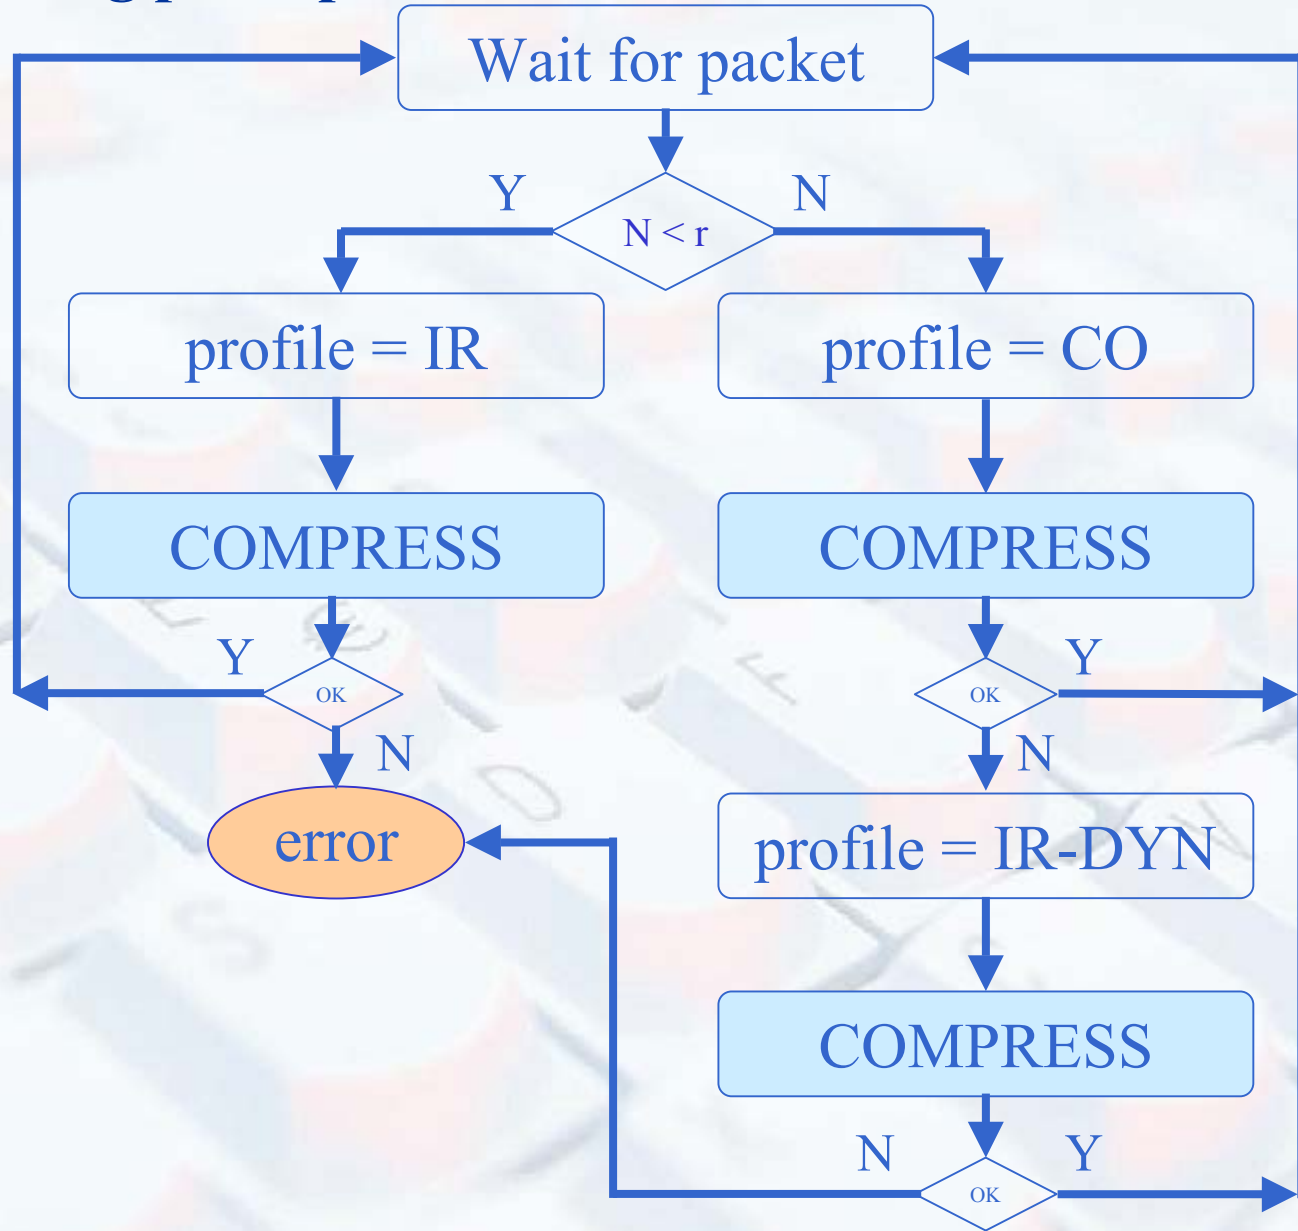 Wait for packet
Y
N
N < r
profile = IR
profile = CO
COMPRESS
COMPRESS
Y
OK
OK
Y
N
N
error
profile = IR-DYN
COMPRESS
N
OK
Y